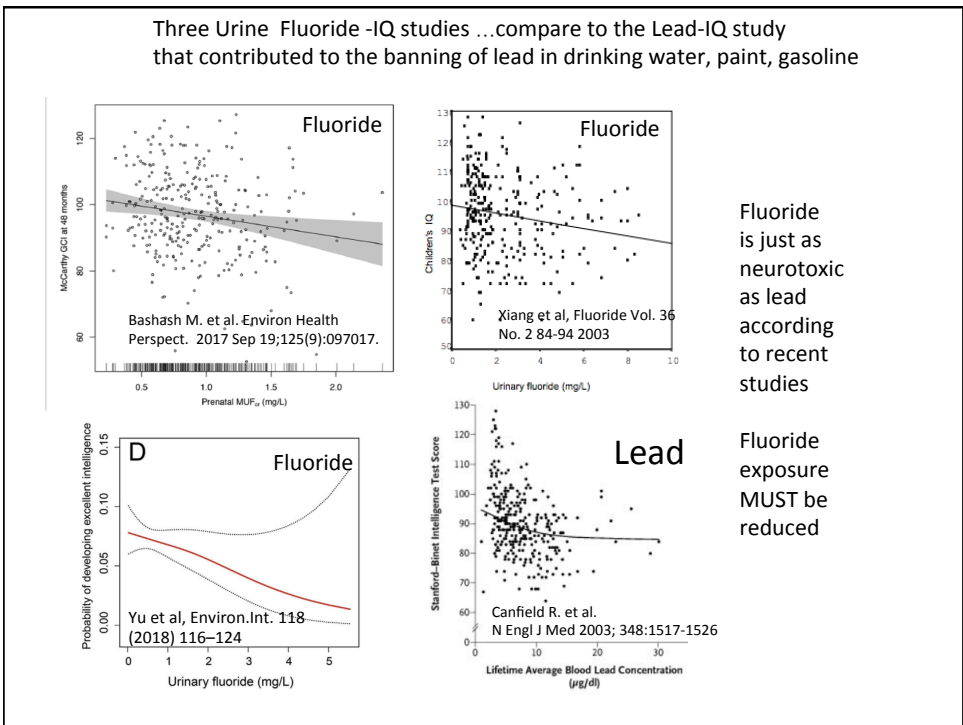 Three Urine Fluoride -IQ studies …compare to the Lead-IQ study
that contributed to the banning of lead in drinking water, paint, gasoline
Fluoride
McCarthy GCI at 48 months
120
100
80
60
Bashash M. et al. Environ Health
Perspect. 2017 Sep 19;125(9):097017.
0.5 1.0 1.5 2.0
Prenatal MUFcr (mg/L)
Fluoride
Children's IQ
130
120
110
100
90
80
70
60
50
Xiang et al, Fluoride Vol. 36
No. 2 84-94 2003
0 2 4 6 8 10
Urinary fluoride (mg/L)
D
Fluoride
Probability of developing excellent intelligence
0.15
0.10
0.05
0.00
Yu et al, Environ.Int. 118
(2018) 116–124
0 1 2 3 4 5
Urinary fluoride (mg/L)
Lead
Stanford–Binet Intelligence Test Score
130
120
110
100
90
80
70
60
0
Canfield R. et al.
N Engl J Med 2003; 348:1517-1526
0 10 20 30
Lifetime Average Blood Lead Concentration
(µg/dl)
Fluoride
is just as
neurotoxic
as lead
according
to recent
studies
Fluoride
exposure
MUST be
reduced